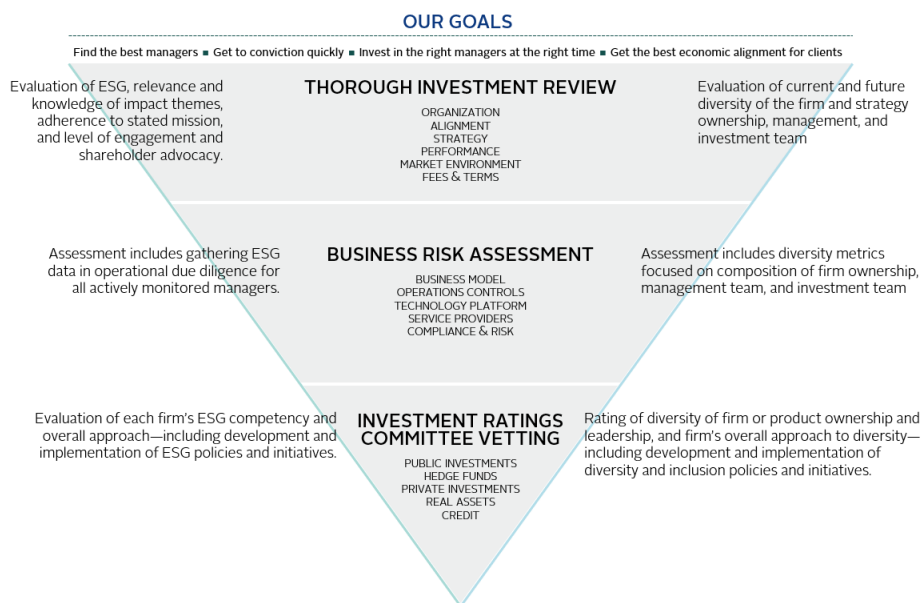 OUR GOALS
Find the best managers ■ Get to conviction quickly ■ Invest in the right managers at the right time ■ Get the best economic alignment for clients
Evaluation of ESG, relevance and
knowledge of impact themes,
adherence to stated mission,
and level of engagement and
shareholder advocacy.
THOROUGH INVESTMENT REVIEW
ORGANIZATION
ALIGNMENT
STRATEGY
PERFORMANCE
MARKET ENVIRONMENT
FEES & TERMS
Evaluation of current and future
diversity of the firm and strategy
ownership, management, and
investment team
Assessment includes gathering ESG
data in operational due diligence for
all actively monitored managers.
BUSINESS RISK ASSESSMENT
BUSINESS MODEL
OPERATIONS CONTROLS
TECHNOLOGY PLATFORM
SERVICE PROVIDERS
COMPLIANCE & RISK
Assessment includes diversity metrics
focused on composition of firm ownership,
management team, and investment team
Evaluation of each firm's ESG competency and
overall approach—including development and
implementation of ESG policies and initiatives.
INVESTMENT RATINGS
COMMITTEE VETTING
PUBLIC INVESTMENTS
HEDGE FUNDS
PRIVATE INVESTMENTS
REAL ASSETS
CREDIT
Rating of diversity of firm or product ownership and
leadership, and firm's overall approach to diversity—
including development and implementation of
diversity and inclusion policies and initiatives.